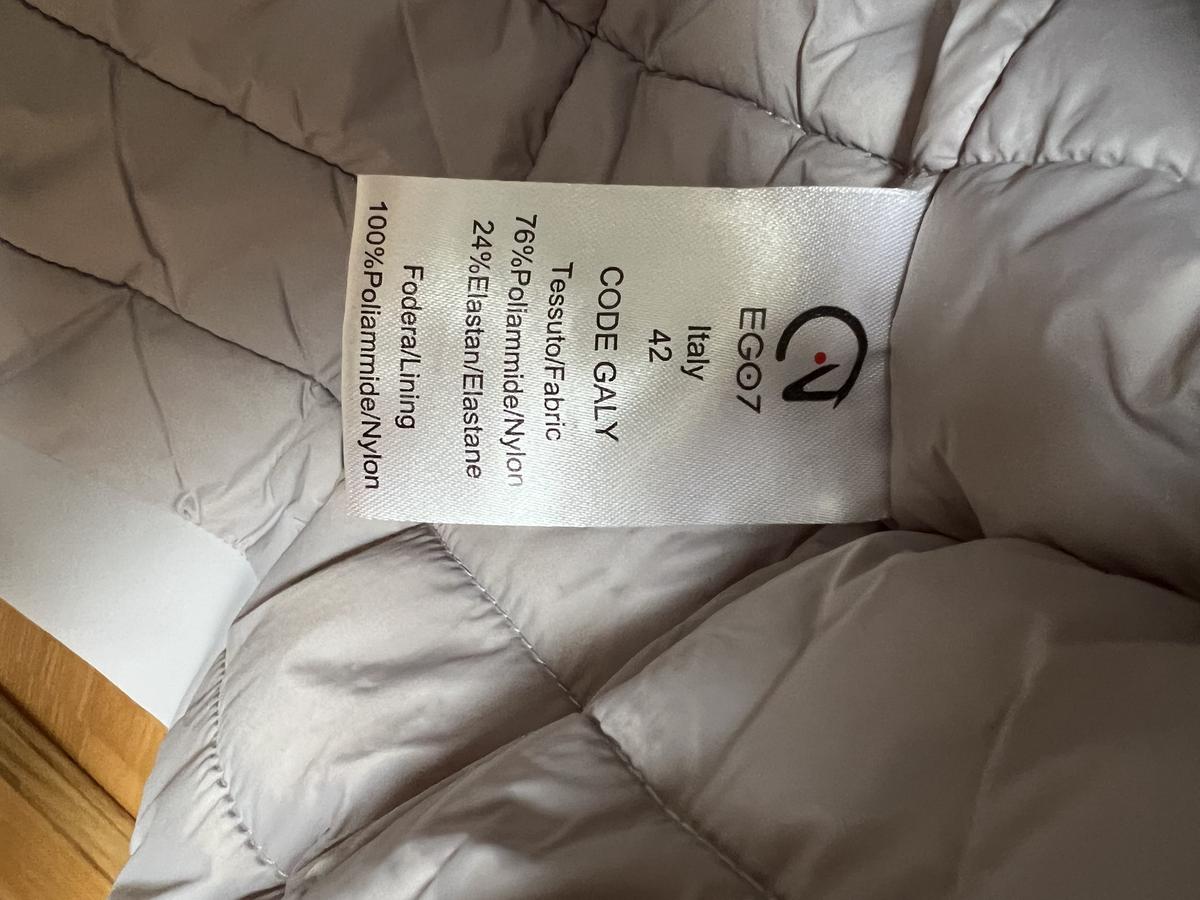 EGO7
Italy
42
CODE GALY
Tessuto/Fabric
76%Poliammide/Nylon
24%Elastan/Elastane
Fodera/Lining
100%Poliammide/Nylon